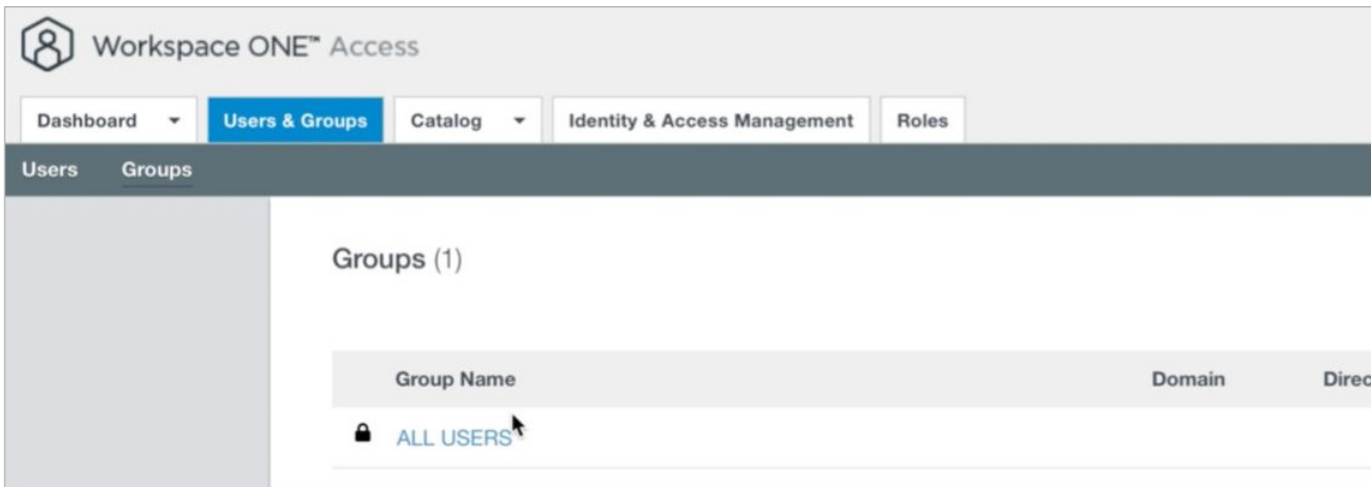 Workspace ONE™ Access
Dashboard Users & Groups Catalog Identity & Access Management Roles
Users Groups
Groups (1)
Group Name Domain Direc
ALL USERS